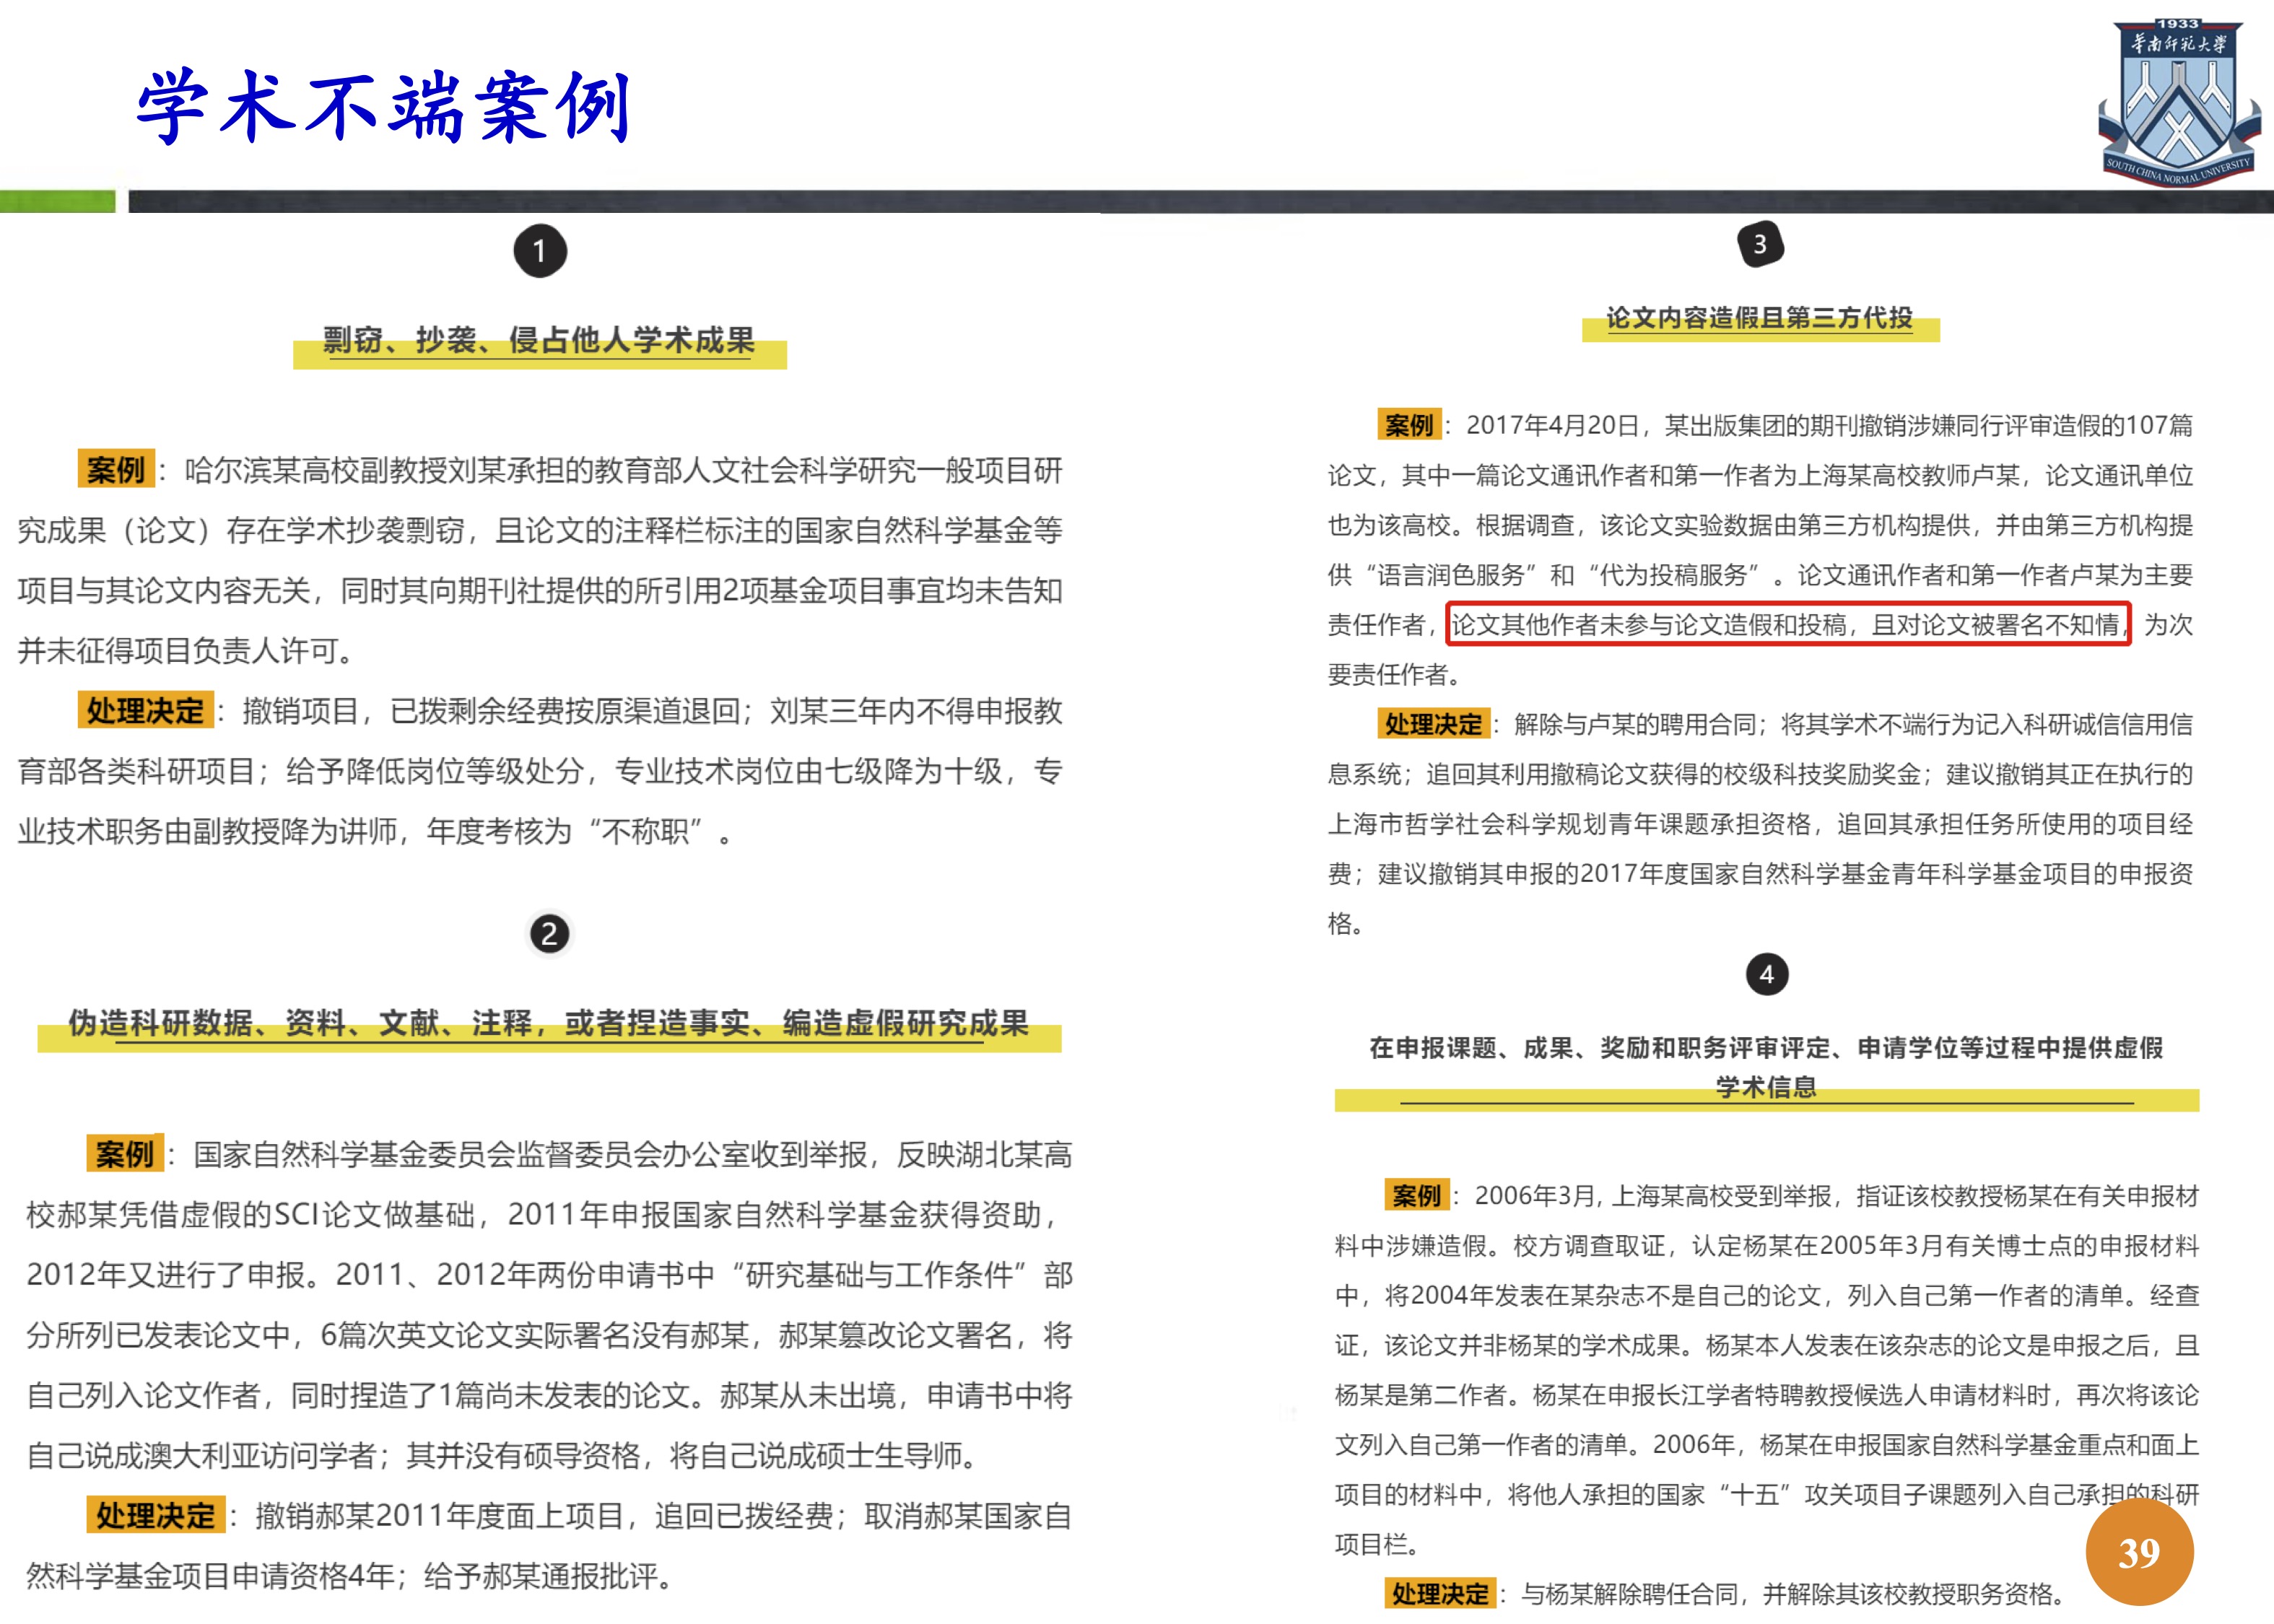 学术不端案例
1933
华南师范大学
SOUTH CHINA NORMAL UNIVERSITY
1
剽窃、抄袭、侵占他人学术成果
案例：哈尔滨某高校副教授刘某承担的教育部人文社会科学研究一般项目研
究成果（论文）存在学术抄袭剽窃，且论文的注释栏标注的国家自然科学基金等
项目与其论文内容无关，同时其向期刊社提供的所引用2项基金项目事宜均未告知
并未征得项目负责人许可。
处理决定：撤销项目，已拨剩余经费按原渠道退回；刘某三年内不得申报教
育部各类科研项目；给予降低岗位等级处分，专业技术岗位由七级降为十级，专
业技术职务由副教授降为讲师，年度考核为“不称职”。
2
伪造科研数据、资料、文献、注释，或者捏造事实、编造虚假研究成果
案例：国家自然科学基金委员会监督委员会办公室收到举报，反映湖北某高
校郝某凭借虚假的SCI论文做基础，2011年申报国家自然科学基金获得资助，
2012年又进行了申报。2011、2012年两份申请书中“研究基础与工作条件”部
分所列已发表论文中，6篇次英文论文实际署名没有郝某，郝某篡改论文署名，将
自己列入论文作者，同时捏造了1篇尚未发表的论文。郝某从未出境，申请书中将
自己说成澳大利亚访问学者；其并没有硕导资格，将自己说成硕士生导师。
处理决定：撤销郝某2011年度面上项目，追回已拨经费；取消郝某国家自
然科学基金项目申请资格4年；给予郝某通报批评。
3
论文内容造假且第三方代投
案例：2017年4月20日，某出版集团的期刊撤销涉嫌同行评审造假的107篇
论文，其中一篇论文通讯作者和第一作者为上海某高校教师卢某，论文通讯单位
也为该高校。根据调查，该论文实验数据由第三方机构提供，并由第三方机构提
供“语言润色服务”和“代为投稿服务”。论文通讯作者和第一作者卢某为主要
责任作者，论文其他作者未参与论文造假和投稿，且对论文被署名不知情，为次
要责任作者。
处理决定：解除与卢某的聘用合同；将其学术不端行为记入科研诚信信用信
息系统；追回其利用撤稿论文获得的校级科技奖励奖金；建议撤销其正在执行的
上海市哲学社会科学规划青年课题承担资格，追回其承担任务所使用的项目经
费；建议撤销其申报的2017年度国家自然科学基金青年科学基金项目的申报资
格。
4
在申报课题、成果、奖励和职务评审评定、申请学位等过程中提供虚假
学术信息
案例：2006年3月, 上海某高校受到举报，指证该校教授杨某在有关申报材
料中涉嫌造假。校方调查取证，认定杨某在2005年3月有关博士点的申报材料
中，将2004年发表在某杂志不是自己的论文，列入自己第一作者的清单。经查
证，该论文并非杨某的学术成果。杨某本人发表在该杂志的论文是申报之后，且
杨某是第二作者。杨某在申报长江学者特聘教授候选人申请材料时，再次将该论
文列入自己第一作者的清单。2006年，杨某在申报国家自然科学基金重点和面上
项目的材料中，将他人承担的国家“十五”攻关项目子课题列入自己承担的科研
项目栏。
处理决定：与杨某解除聘任合同，并解除其该校教授职务资格。
39